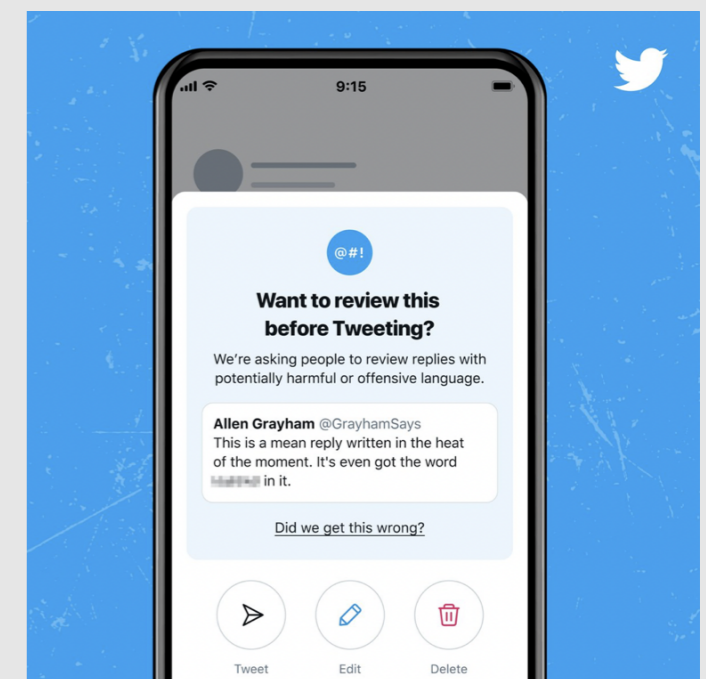 9:15
@#!
Want to review this
before Tweeting?
We're asking people to review replies with
potentially harmful or offensive language.
Allen Grayham @GrayhamSays
This is a mean reply written in the heat
of the moment. It's even got the word
in it.
Did we get this wrong?
Tweet Edit Delete